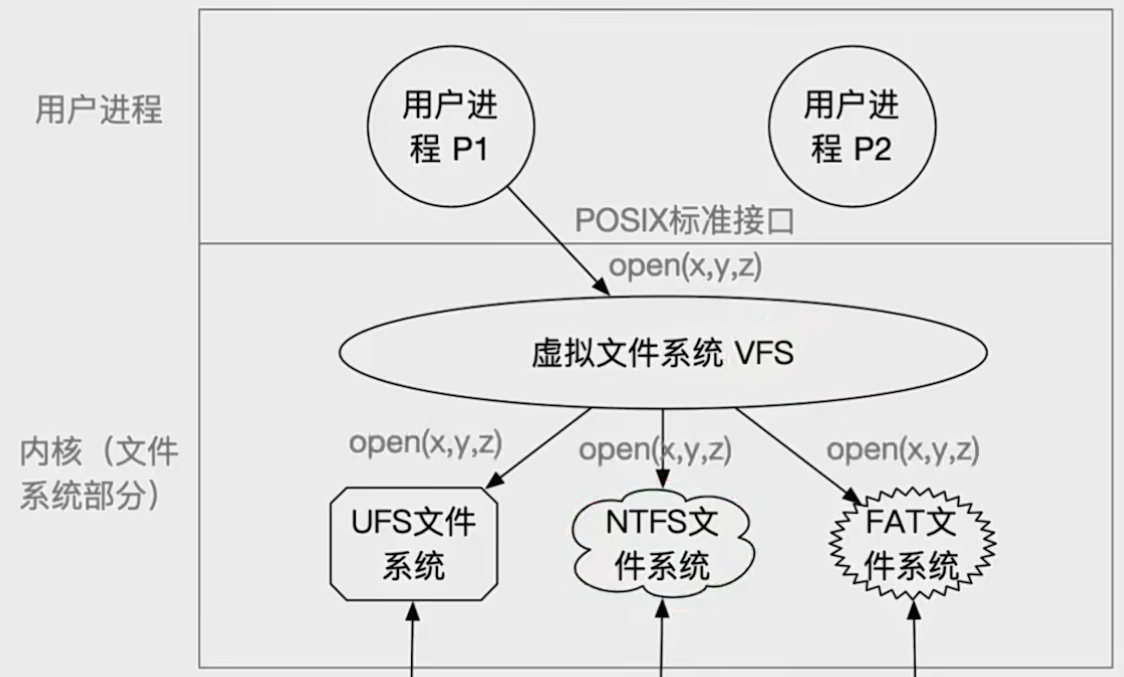 用户进程
用户进
程 P1
用户进
程 P2
POSIX标准接口
open(x,y,z)
虚拟文件系统 VFS
内核（文件
系统部分）
open(x,y,z)
open(x,y,z)
open(x,y,z)
UFS文件
系统
NTFS文
件系统
FAT文
件系统